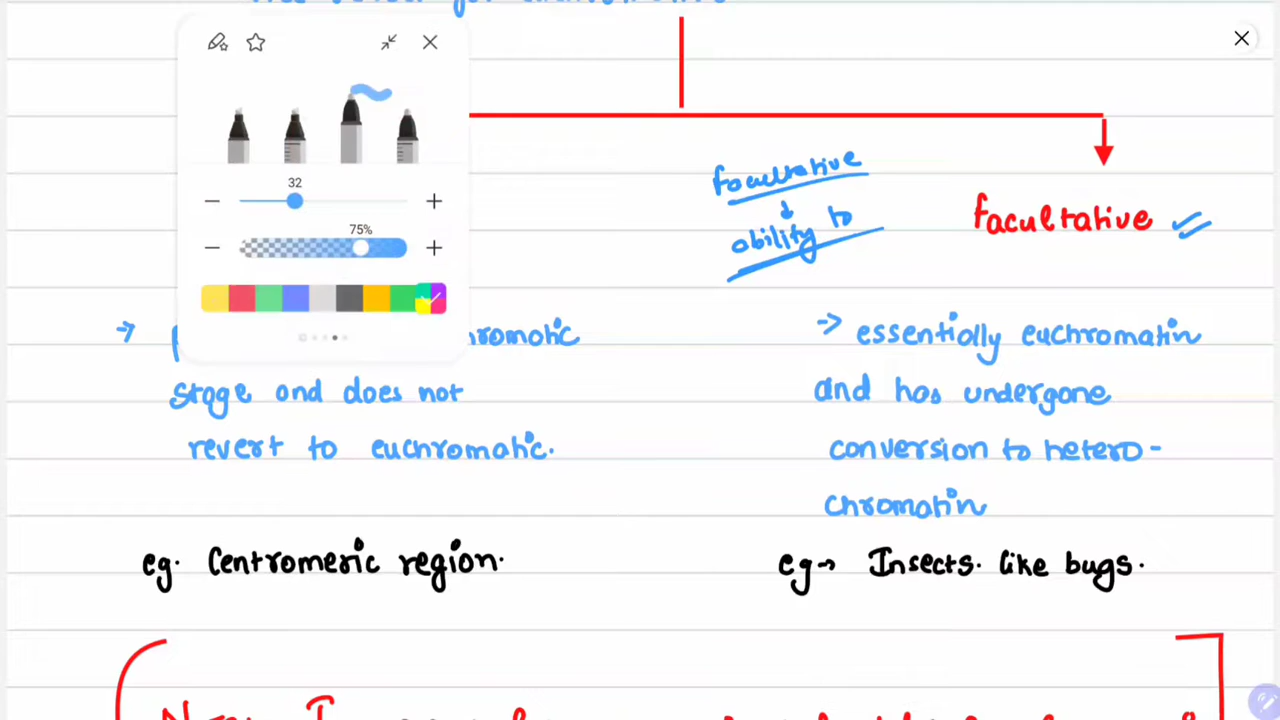 32
75%
facultative
ability to
facultative
chromatic
stage and does not
revert to euchromatic.
eg. Centromeric region.
→ essentially euchromatin
and has undergone
conversion to hetero-
chromatin
eg→ Insects. like bugs.